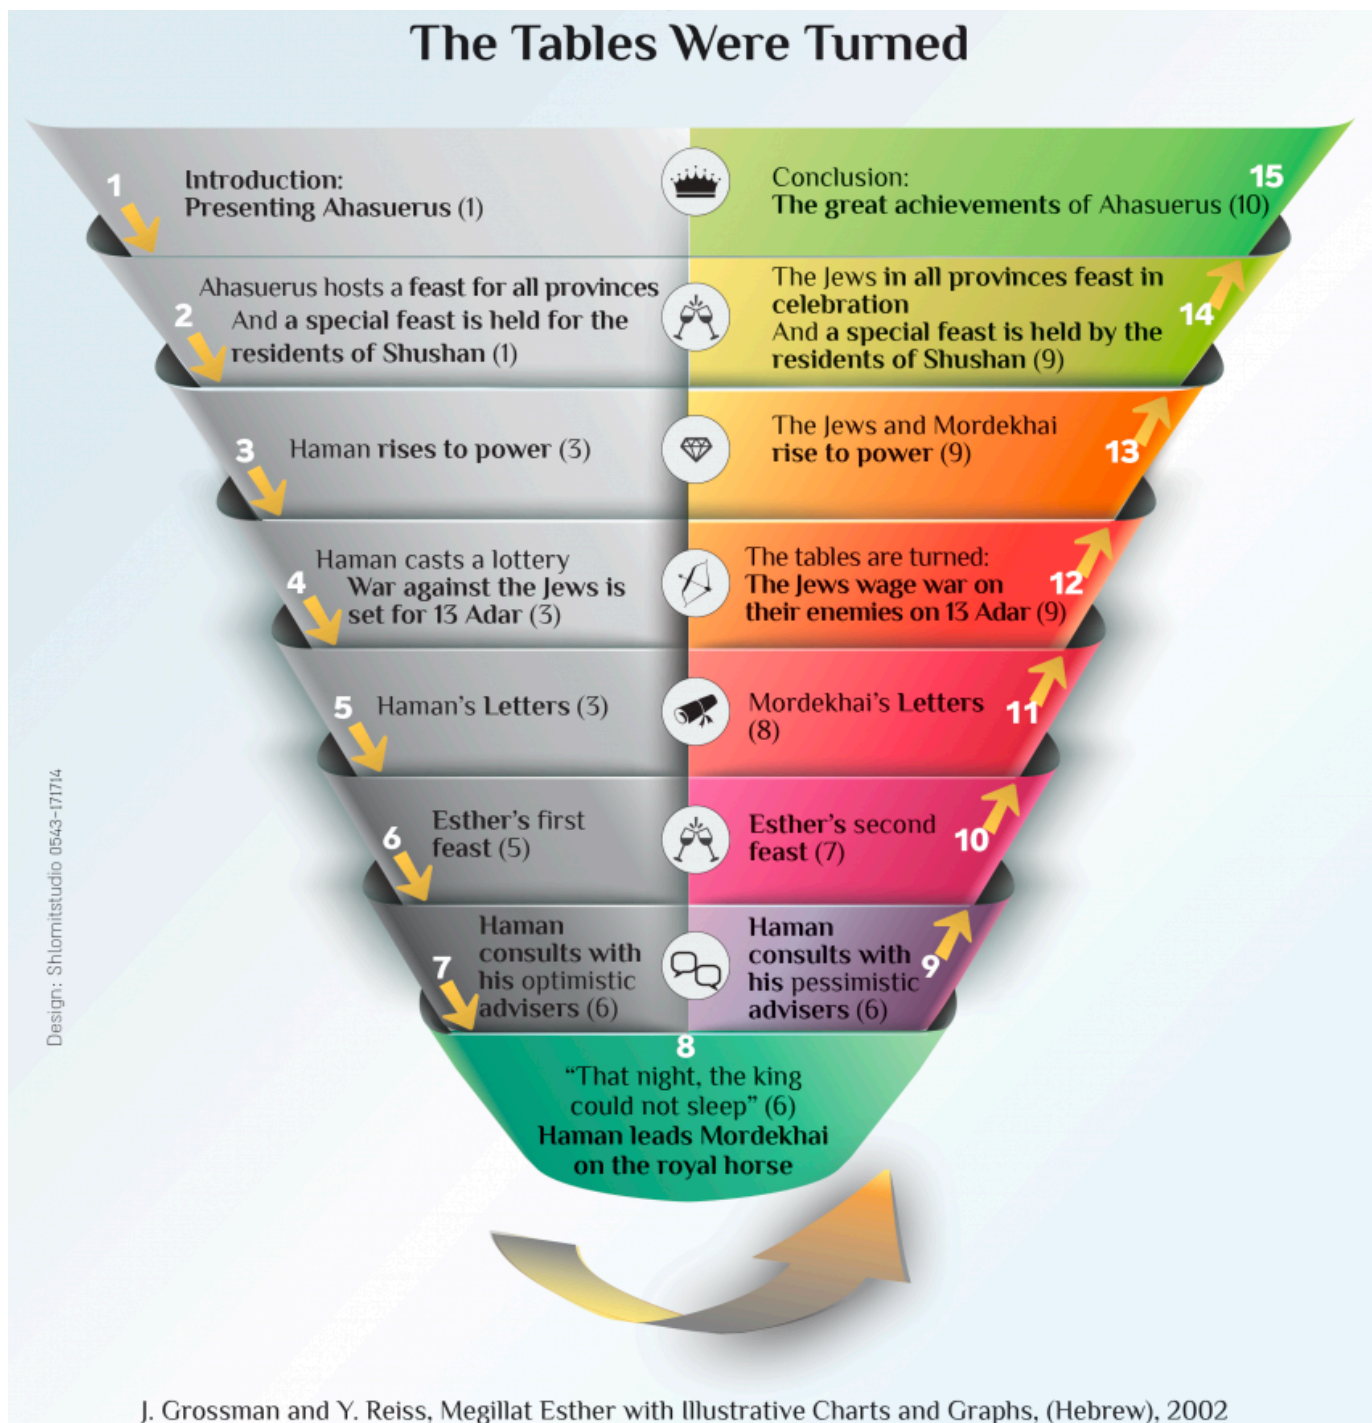 The Tables Were Turned
1
Introduction:
Presenting Ahasuerus (1)
Conclusion:
The great achievements of Ahasuerus (10)
15
2
Ahasuerus hosts a feast for all provinces
And a special feast is held for the
residents of Shushan (1)
The Jews in all provinces feast in
celebration
And a special feast is held by the
residents of Shushan (9)
14
3
Haman rises to power (3)
The Jews and Mordekhai
rise to power (9)
13
4
Haman casts a lottery
War against the Jews is
set for 13 Adar (3)
The tables are turned:
The Jews wage war on
their enemies on 13 Adar (9)
12
5
Haman's Letters (3)
Mordekhai's Letters
(8)
11
6
Esther's first
feast (5)
Esther's second
feast (7)
10
7
Haman
consults with
his optimistic
advisers (6)
Haman
consults with
his pessimistic
advisers (6)
9
8
“That night, the king
could not sleep” (6)
Haman leads Mordekhai
on the royal horse
Design: Shlomitstudio 0543-171714
J. Grossman and Y. Reiss, Megillat Esther with Illustrative Charts and Graphs, (Hebrew), 2002